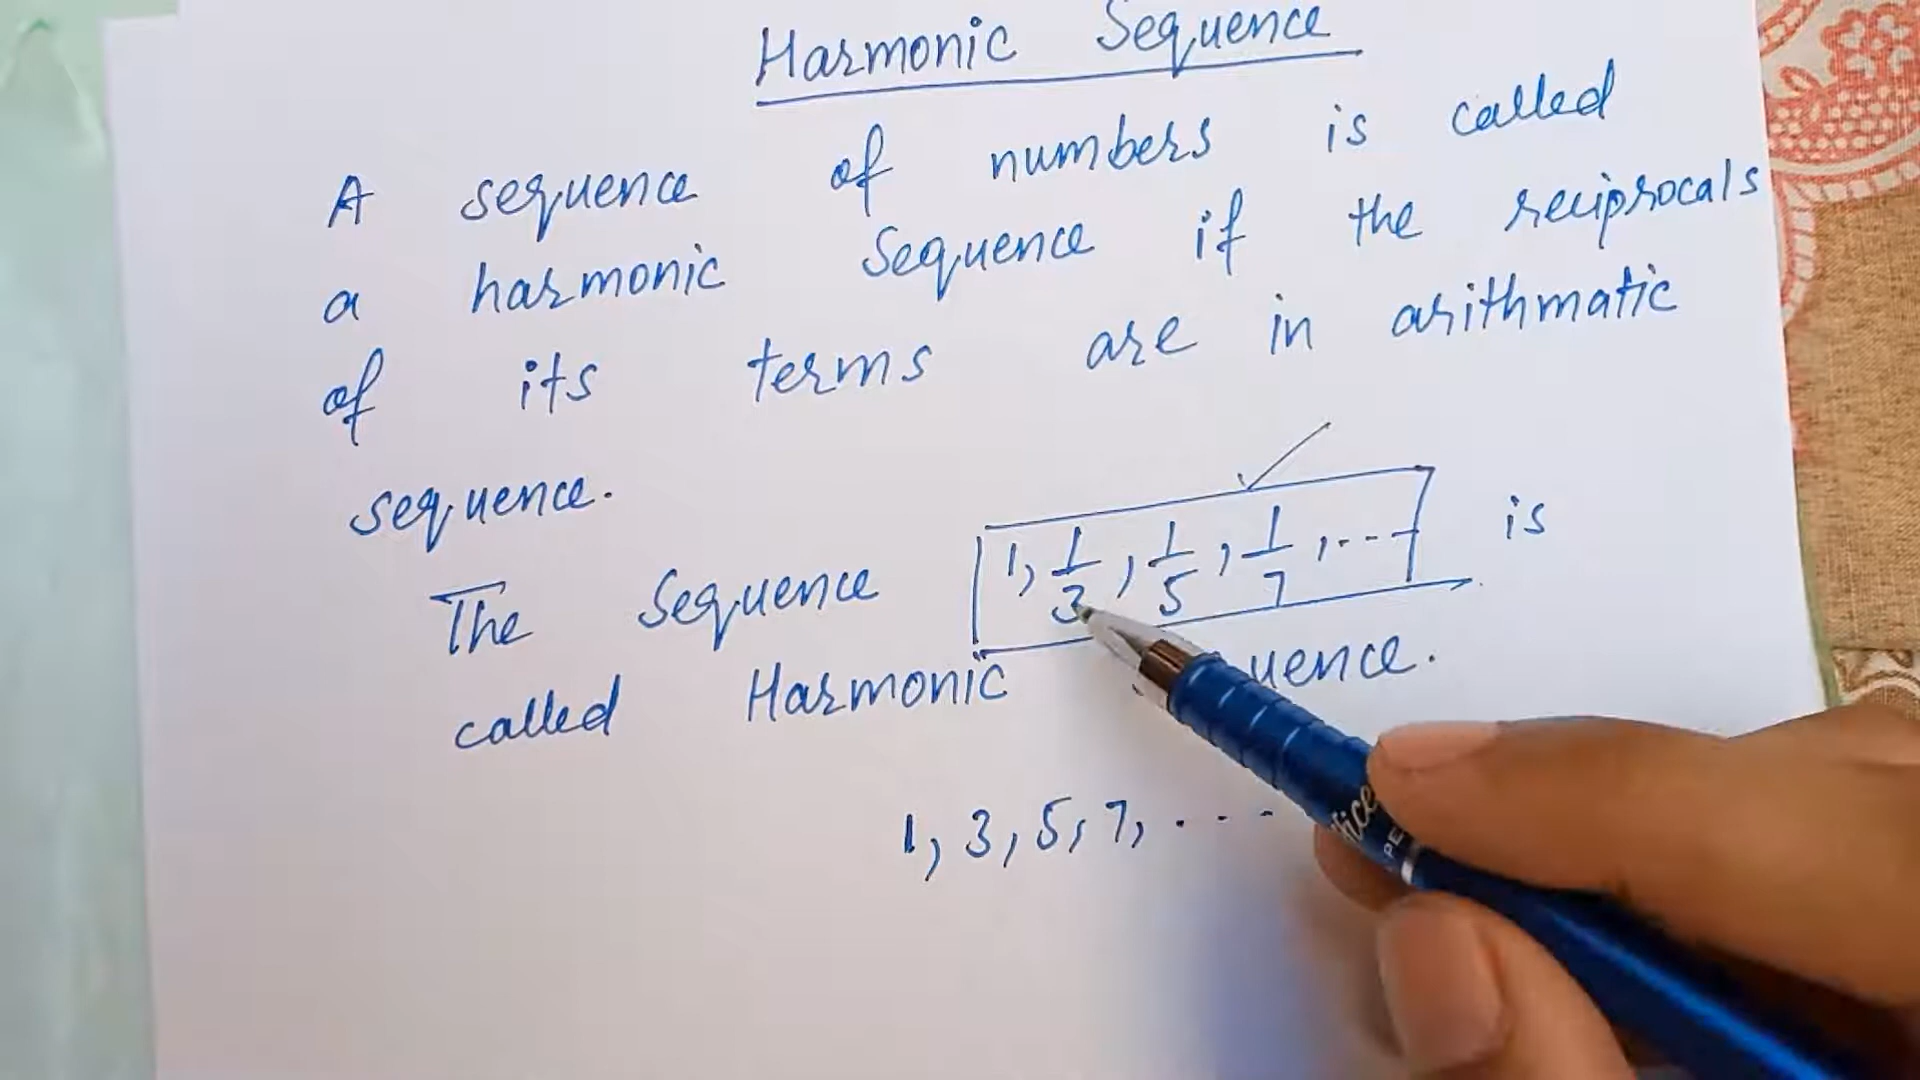 Harmonic Sequence
A sequence of numbers is called
a harmonic Sequence if the reciprocals
of its terms are in arithmatic
sequence.
The Sequence 1, 1/3, 1/5, 1/7, ... is
called Harmonic uence.
1, 3, 5, 7, ....